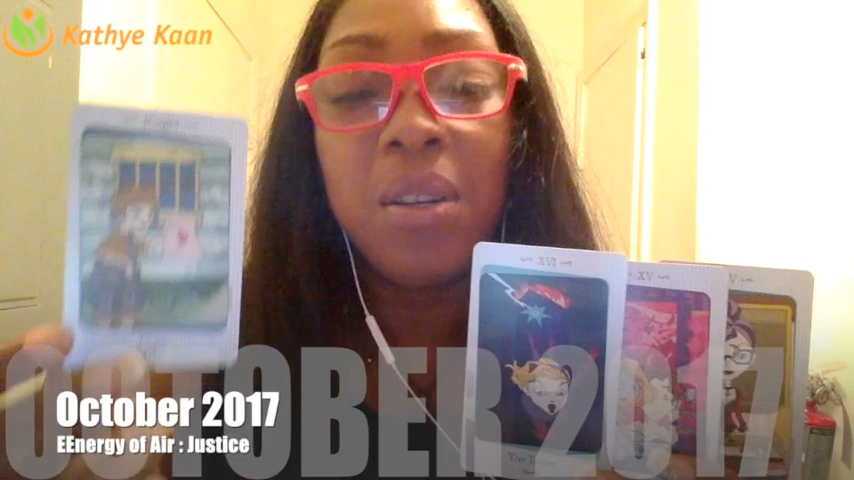 Kathye Kaan
XVI
XV
V
OCTOBER 2017
October 2017
EEnergy of Air : Justice